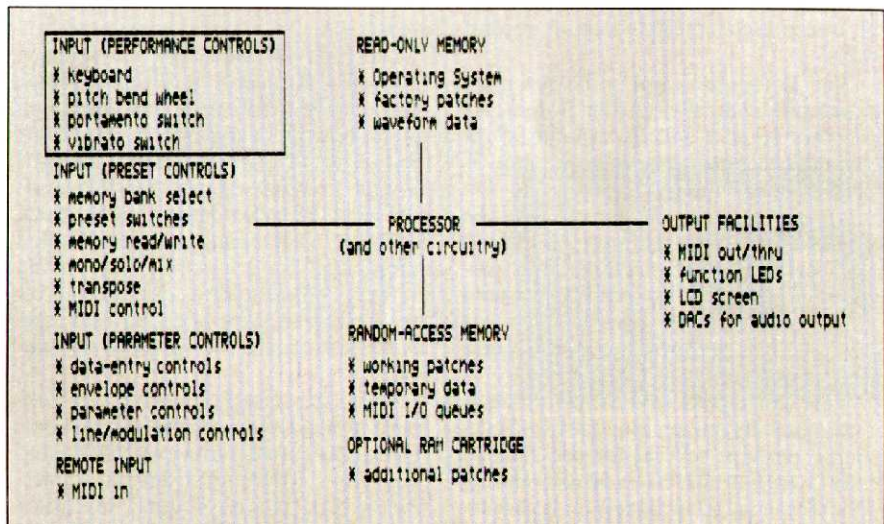 INPUT (PERFORMANCE CONTROLS)
* keyboard
* pitch bend wheel
* portamento switch
* vibrato switch
INPUT (PRESET CONTROLS)
* memory bank select
* preset switches
* memory read/write
* mono/solo/mix
* transpose
* MIDI control
INPUT (PARAMETER CONTROLS)
* data-entry controls
* envelope controls
* parameter controls
* line/modulation controls
REMOTE INPUT
* MIDI in
READ-ONLY MEMORY
* Operating System
* factory patches
* waveform data
PROCESSOR
(and other circuitry)
RANDOM-ACCESS MEMORY
* working patches
* temporary data
* MIDI I/O queues
OPTIONAL RAM CARTRIDGE
* additional patches
OUTPUT FACILITIES
* MIDI out/thru
* function LEDs
* LCD screen
* DACs for audio output